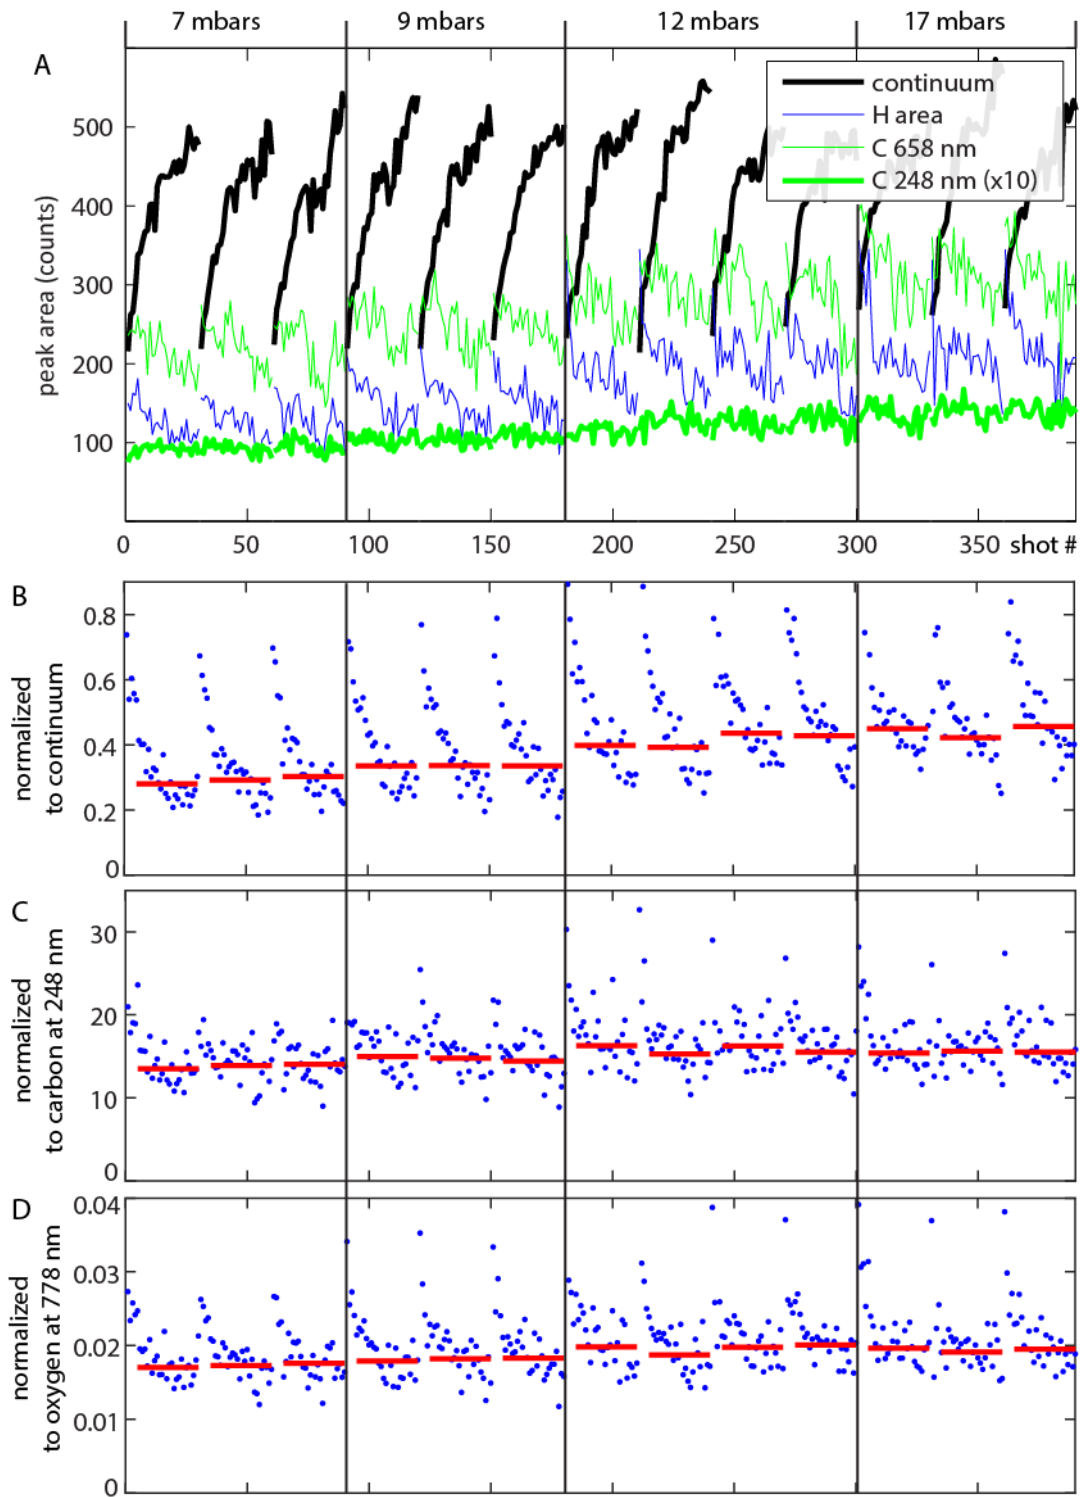 7 mbars 9 mbars 12 mbars 17 mbars
A
continuum
H area
C 658 nm
C 248 nm (x10)
peak area (counts)
500
400
300
200
100
0 50 100 150 200 250 300 350 shot #
B
normalized
to continuum
0.8
0.6
0.4
0.2
0
C
normalized
to carbon at 248 nm
30
20
10
0
D
normalized
to oxygen at 778 nm
0.04
0.03
0.02
0.01
0